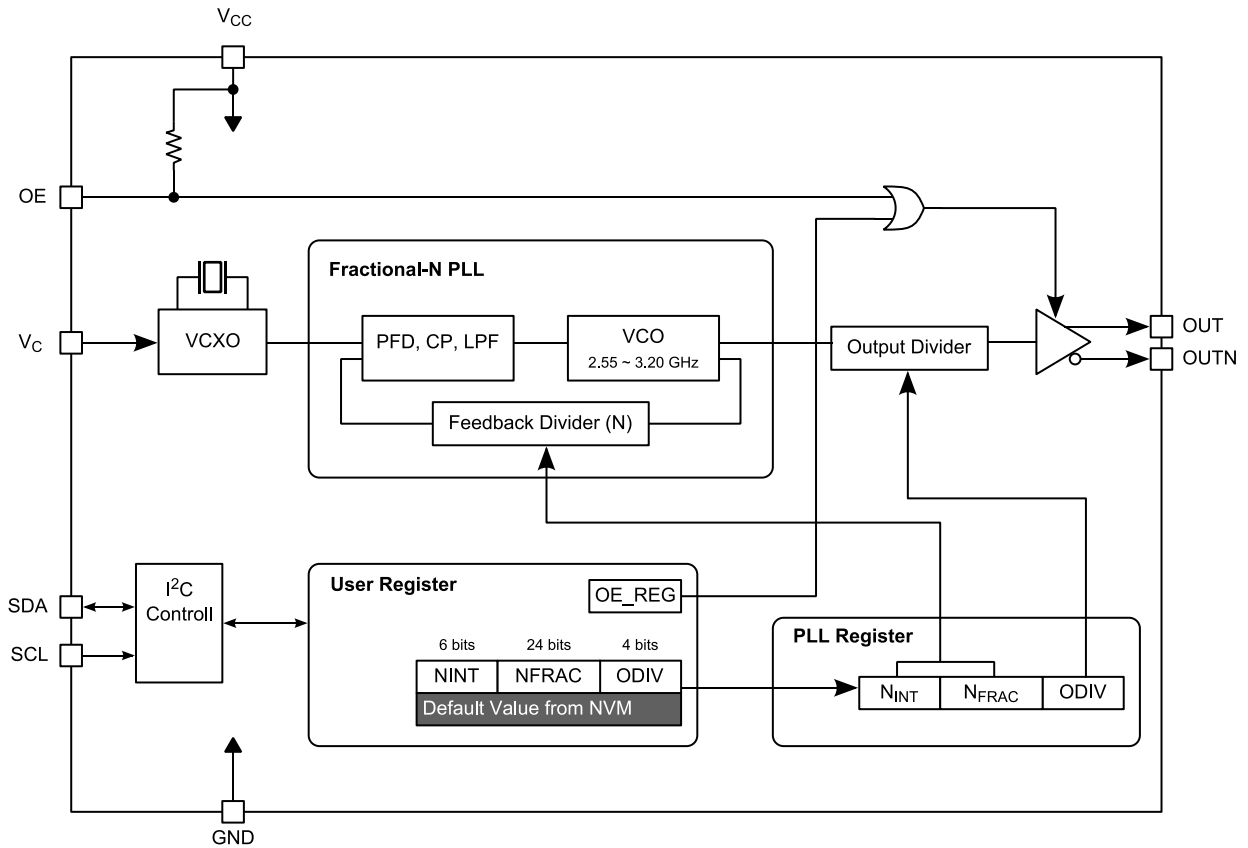 VCC
OE
Fractional-N PLL
VC
VCXO
PFD, CP, LPF
VCO
2.55 ~ 3.20 GHz
Output Divider
OUT
OUTN
Feedback Divider (N)
User Register
OE_REG
SDA
SCL
I2C
Controll
6 bits
24 bits
4 bits
NINT
NFRAC
ODIV
Default Value from NVM
PLL Register
NINT
NFRAC
ODIV
GND